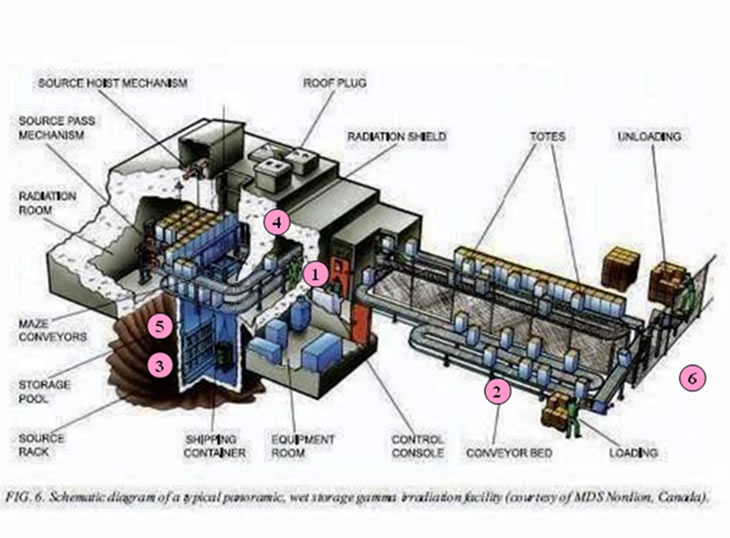 SOURCE HOIST MECHANISM
ROOF PLUG
SOURCE PASS
MECHANISM
RADIATION SHIELD
TOTES
UNLOADING
RADIATION
ROOM
4
1
MAZE
CONVEYORS
5
3
6
2
STORAGE
POOL
SOURCE
RACK
SHIPPING
CONTAINER
EQUIPMENT
ROOM
CONTROL
CONSOLE
CONVEYOR BED
LOADING
FIG. 6. Schematic diagram of a typical panoramic, wet storage gamma irradiation facility (courtesy of MDS Nordion, Canada).